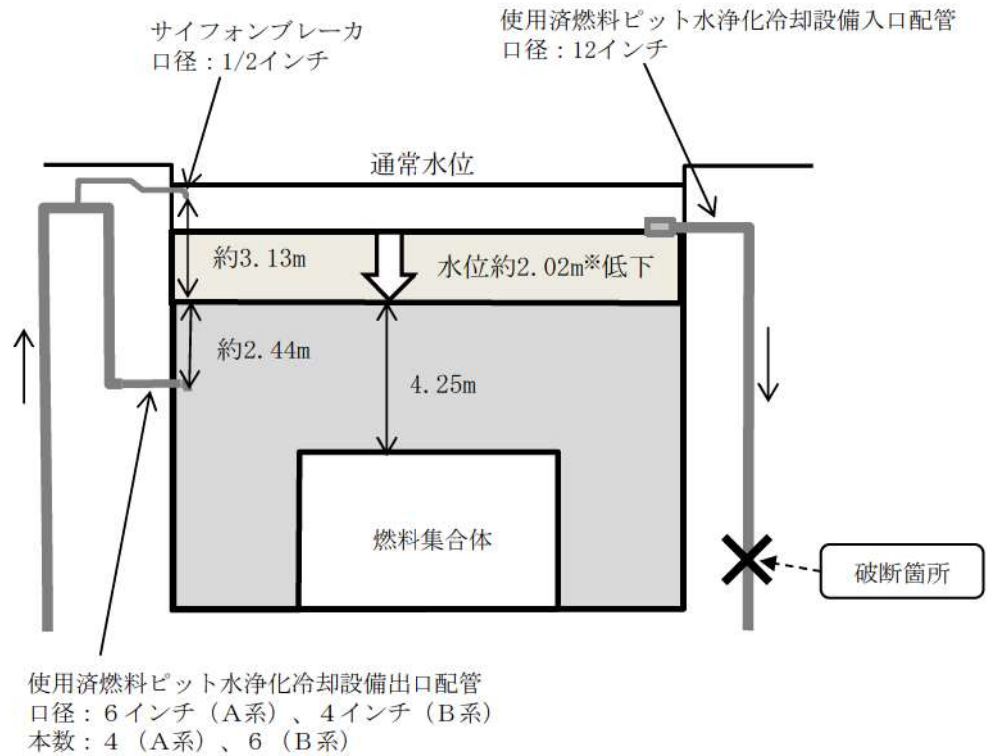 サイフォンブレーカ
口径：1/2インチ
使用済燃料ピット水浄化冷却設備入口配管
口径：12インチ
通常水位
約3.13m
水位約2.02m※低下
約2.44m
4.25m
燃料集合体
破断箇所
使用済燃料ピット水浄化冷却設備出口配管
口径：６インチ（Ａ系）、４インチ（Ｂ系）
本数：４（Ａ系）、６（Ｂ系）